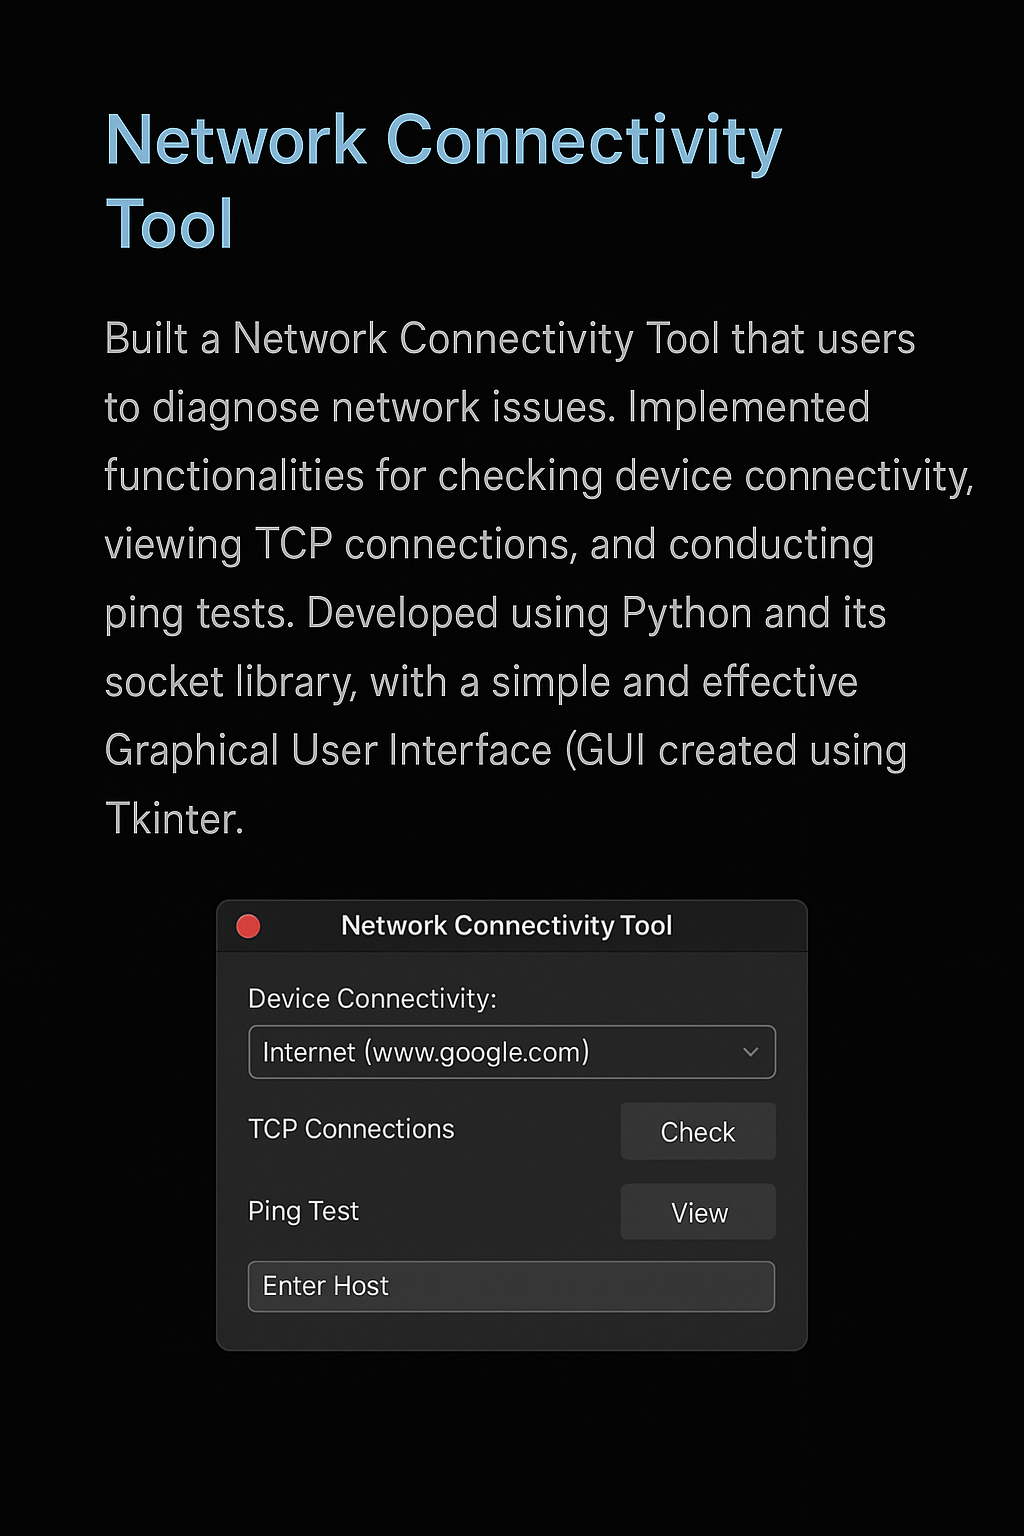 Network Connectivity
Tool
Built a Network Connectivity Tool that users
to diagnose network issues. Implemented
functionalities for checking device connectivity,
viewing TCP connections, and conducting
ping tests. Developed using Python and its
socket library, with a simple and effective
Graphical User Interface (GUI created using
Tkinter.
Network Connectivity Tool
Device Connectivity:
Internet (www.google.com)
TCP Connections
Check
Ping Test
View
Enter Host